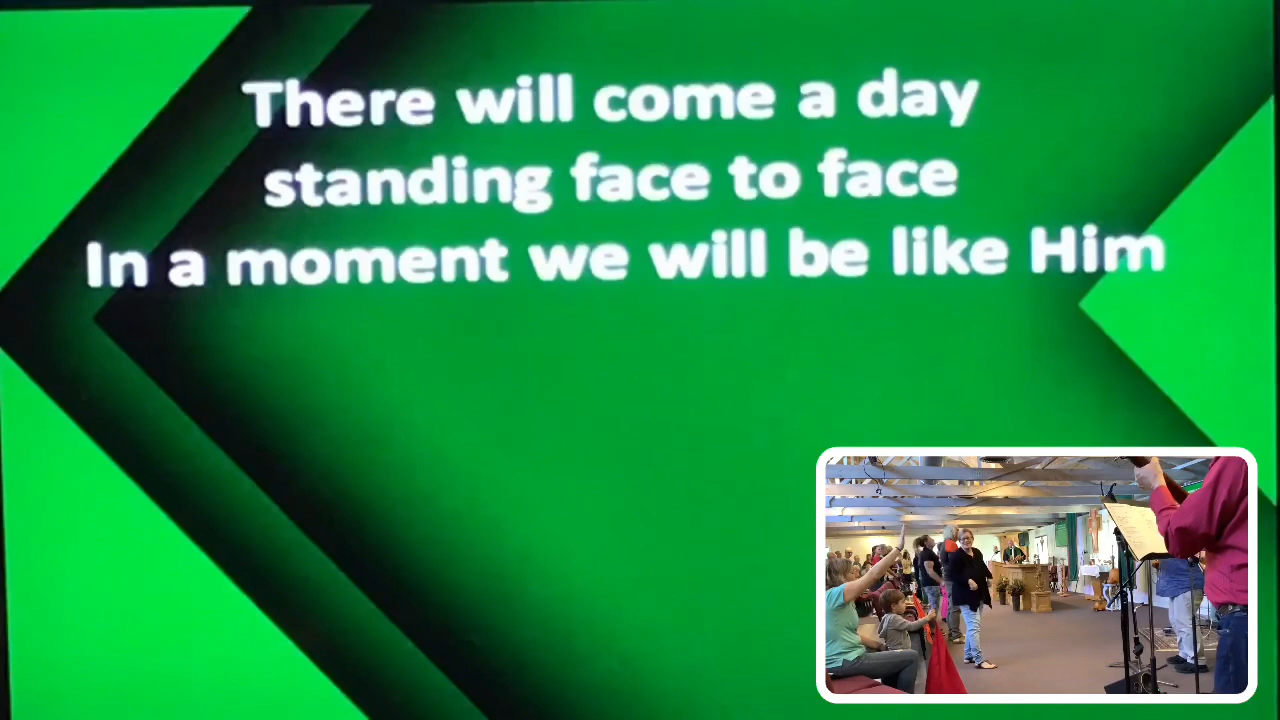 There will come a day
standing face to face
In a moment we will be like Him